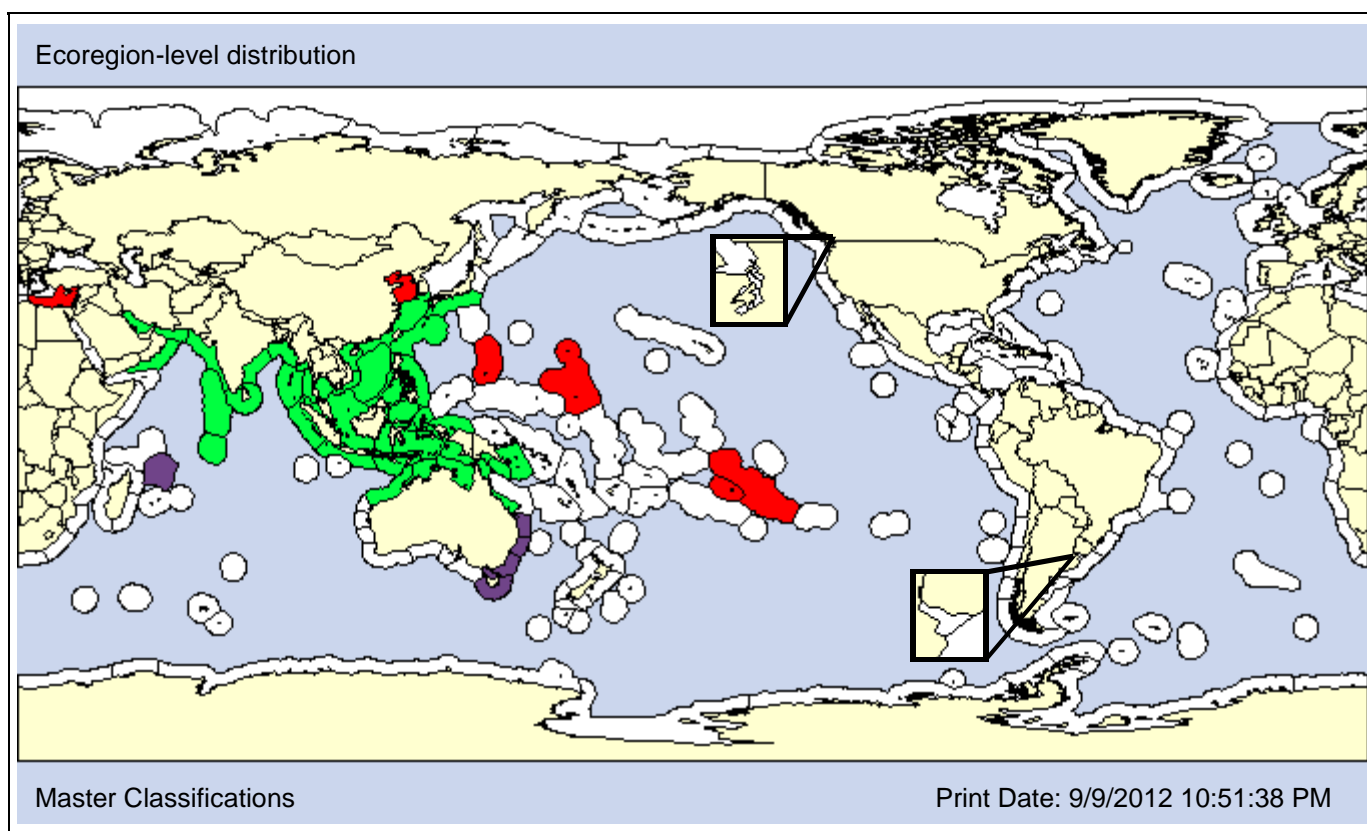 Ecoregion-level distribution
Master Classifications
Print Date: 9/9/2012 10:51:38 PM